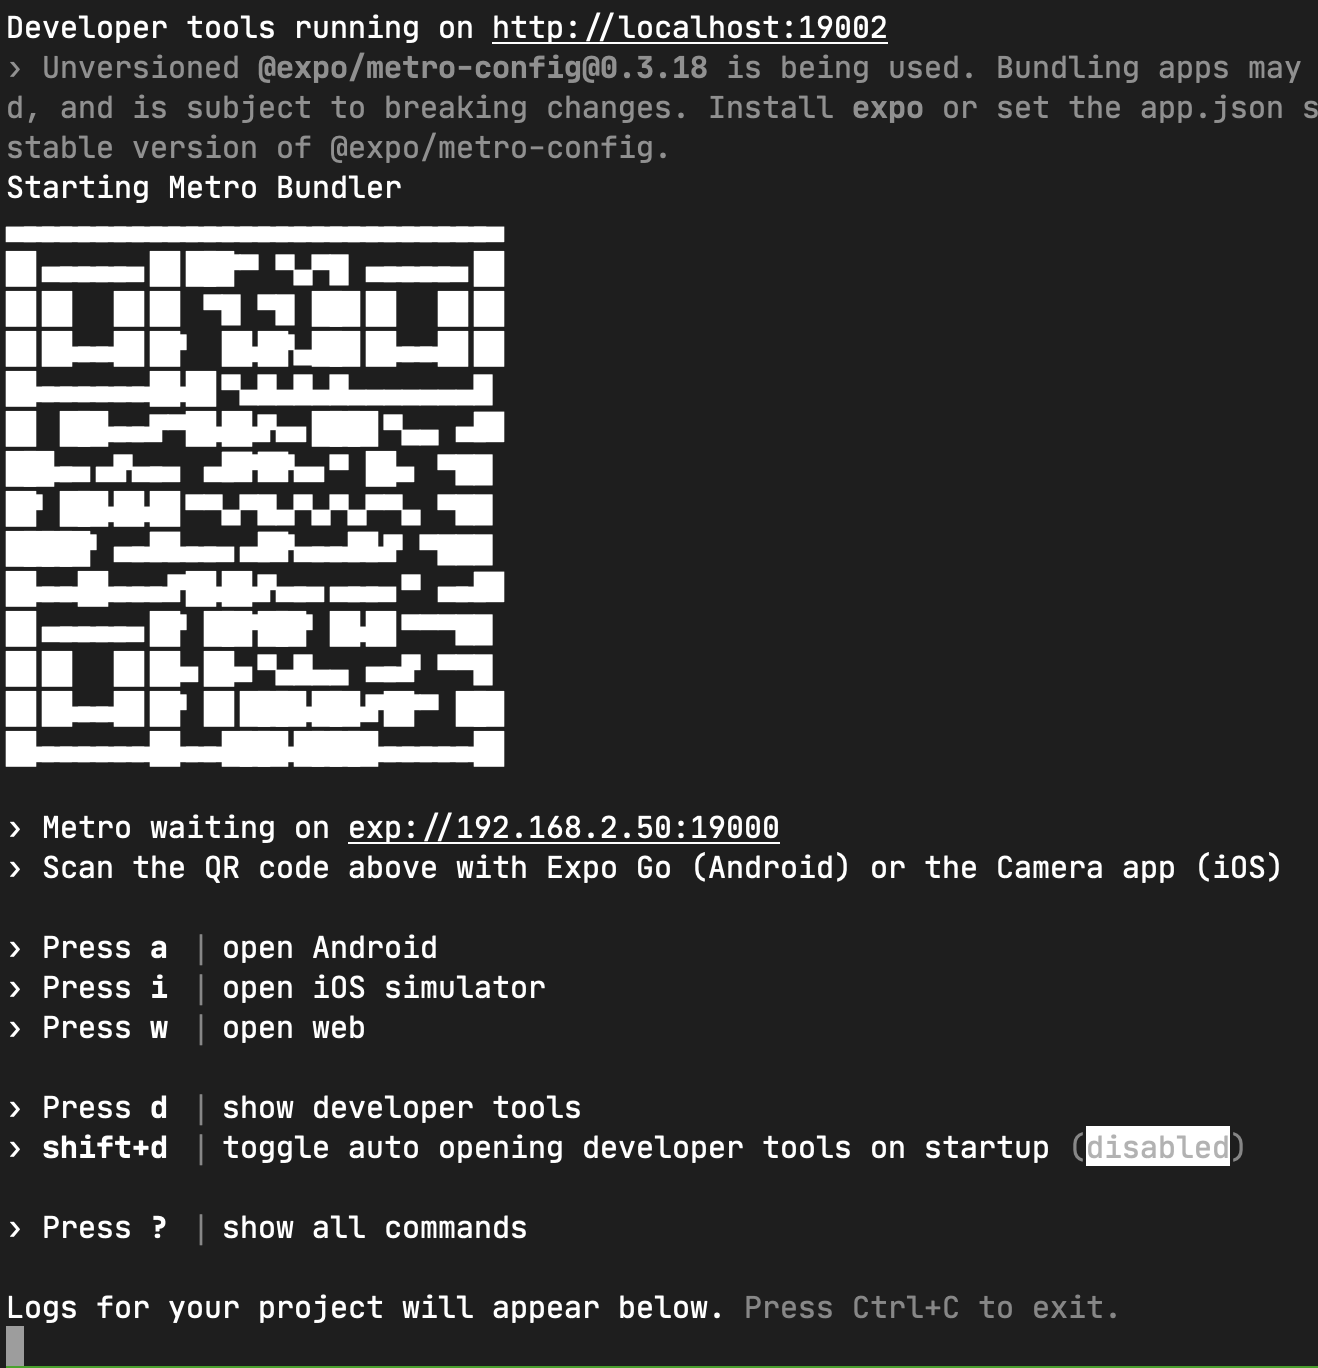 Developer tools running on http://localhost:19002
› Unversioned @expo/metro-config@0.3.18 is being used. Bundling apps may
d, and is subject to breaking changes. Install expo or set the app.json s
stable version of @expo/metro-config.
Starting Metro Bundler
› Metro waiting on exp://192.168.2.50:19000
› Scan the QR code above with Expo Go (Android) or the Camera app (iOS)
› Press a │ open Android
› Press i │ open iOS simulator
› Press w │ open web
› Press d │ show developer tools
› shift+d │ toggle auto opening developer tools on startup (disabled)
› Press ? │ show all commands
Logs for your project will appear below. Press Ctrl+C to exit.